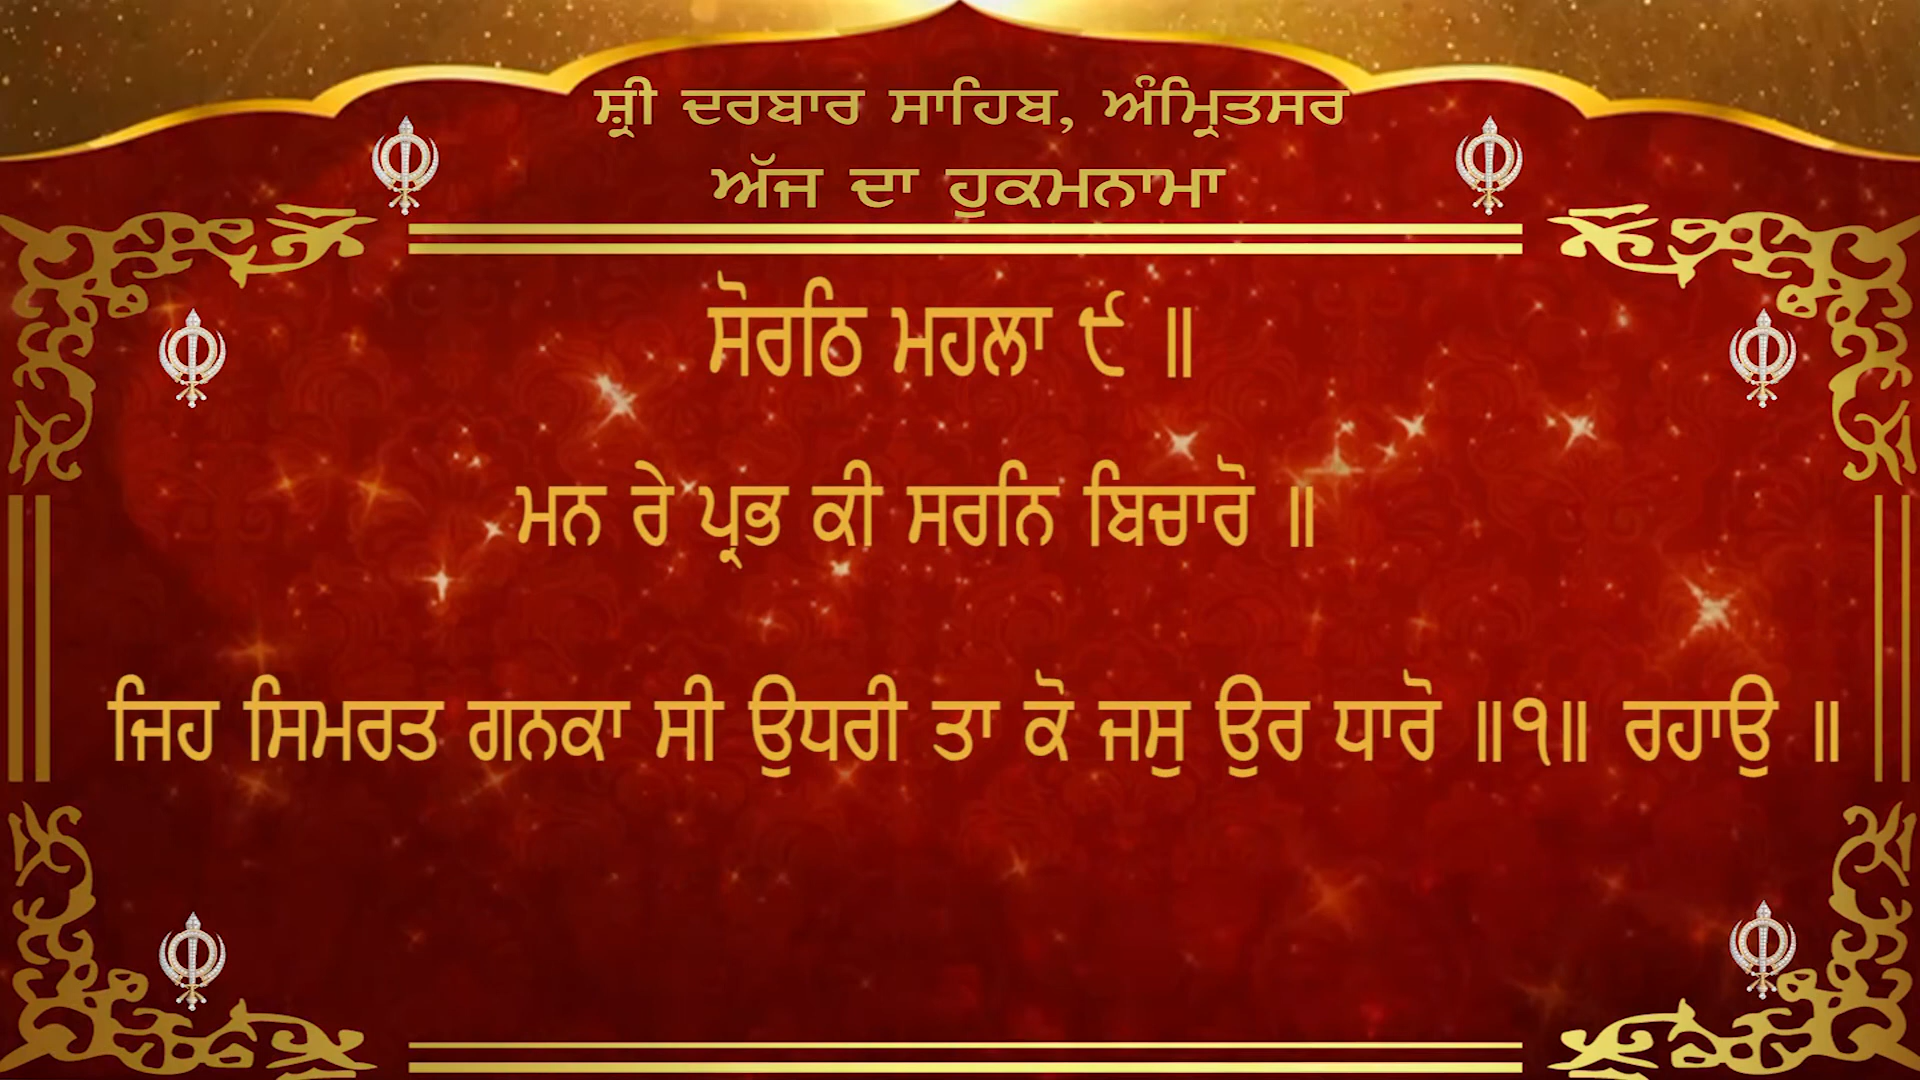 ਸ਼੍ਰੀ ਦਰਬਾਰ ਸਾਹਿਬ, ਅੰਮ੍ਰਿਤਸਰ
ਅੱਜ ਦਾ ਹੁਕਮਨਾਮਾ
ਸੋਰਠਿ ਮਹਲਾ ੯ ॥
ਮਨ ਰੇ ਪ੍ਰਭ ਕੀ ਸਰਨਿ ਬਿਚਾਰੋ ॥
ਜਿਹ ਸਿਮਰਤ ਗਨਕਾ ਸੀ ਉਧਰੀ ਤਾ ਕੋ ਜਸੁ ਉਰ ਧਾਰੋ ॥੧॥ ਰਹਾਉ ॥